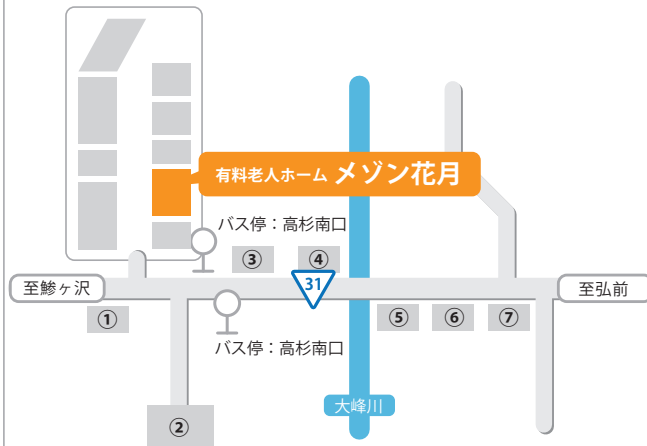 有料老人ホーム メゾン花月
バス停：高杉南口
③
④
31
至鰺ヶ沢
至弘前
①
⑤
⑥
⑦
バス停：高杉南口
大峰川
②